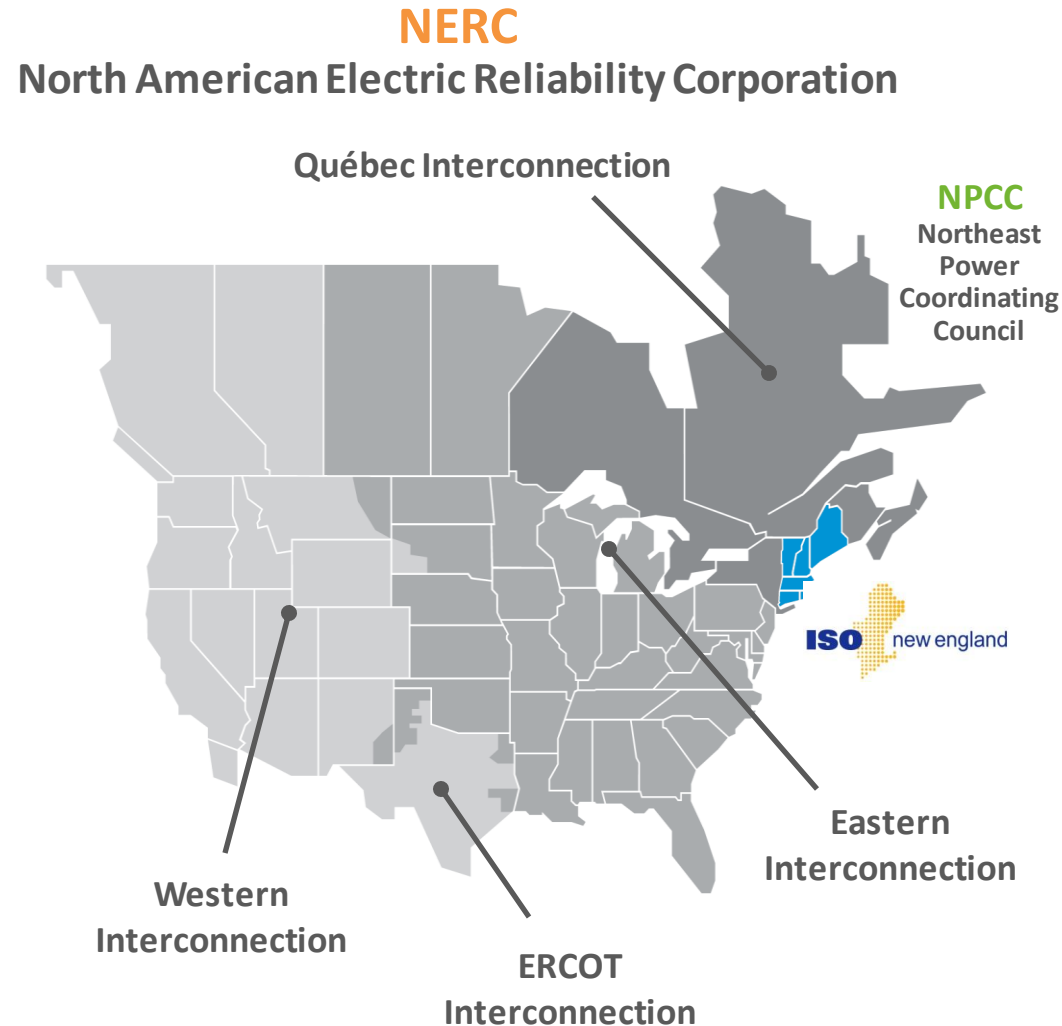 NERC
North American Electric Reliability Corporation
Québec Interconnection
NPCC
Northeast
Power
Coordinating
Council
ISO new england
Eastern
Interconnection
Western
Interconnection
ERCOT
Interconnection